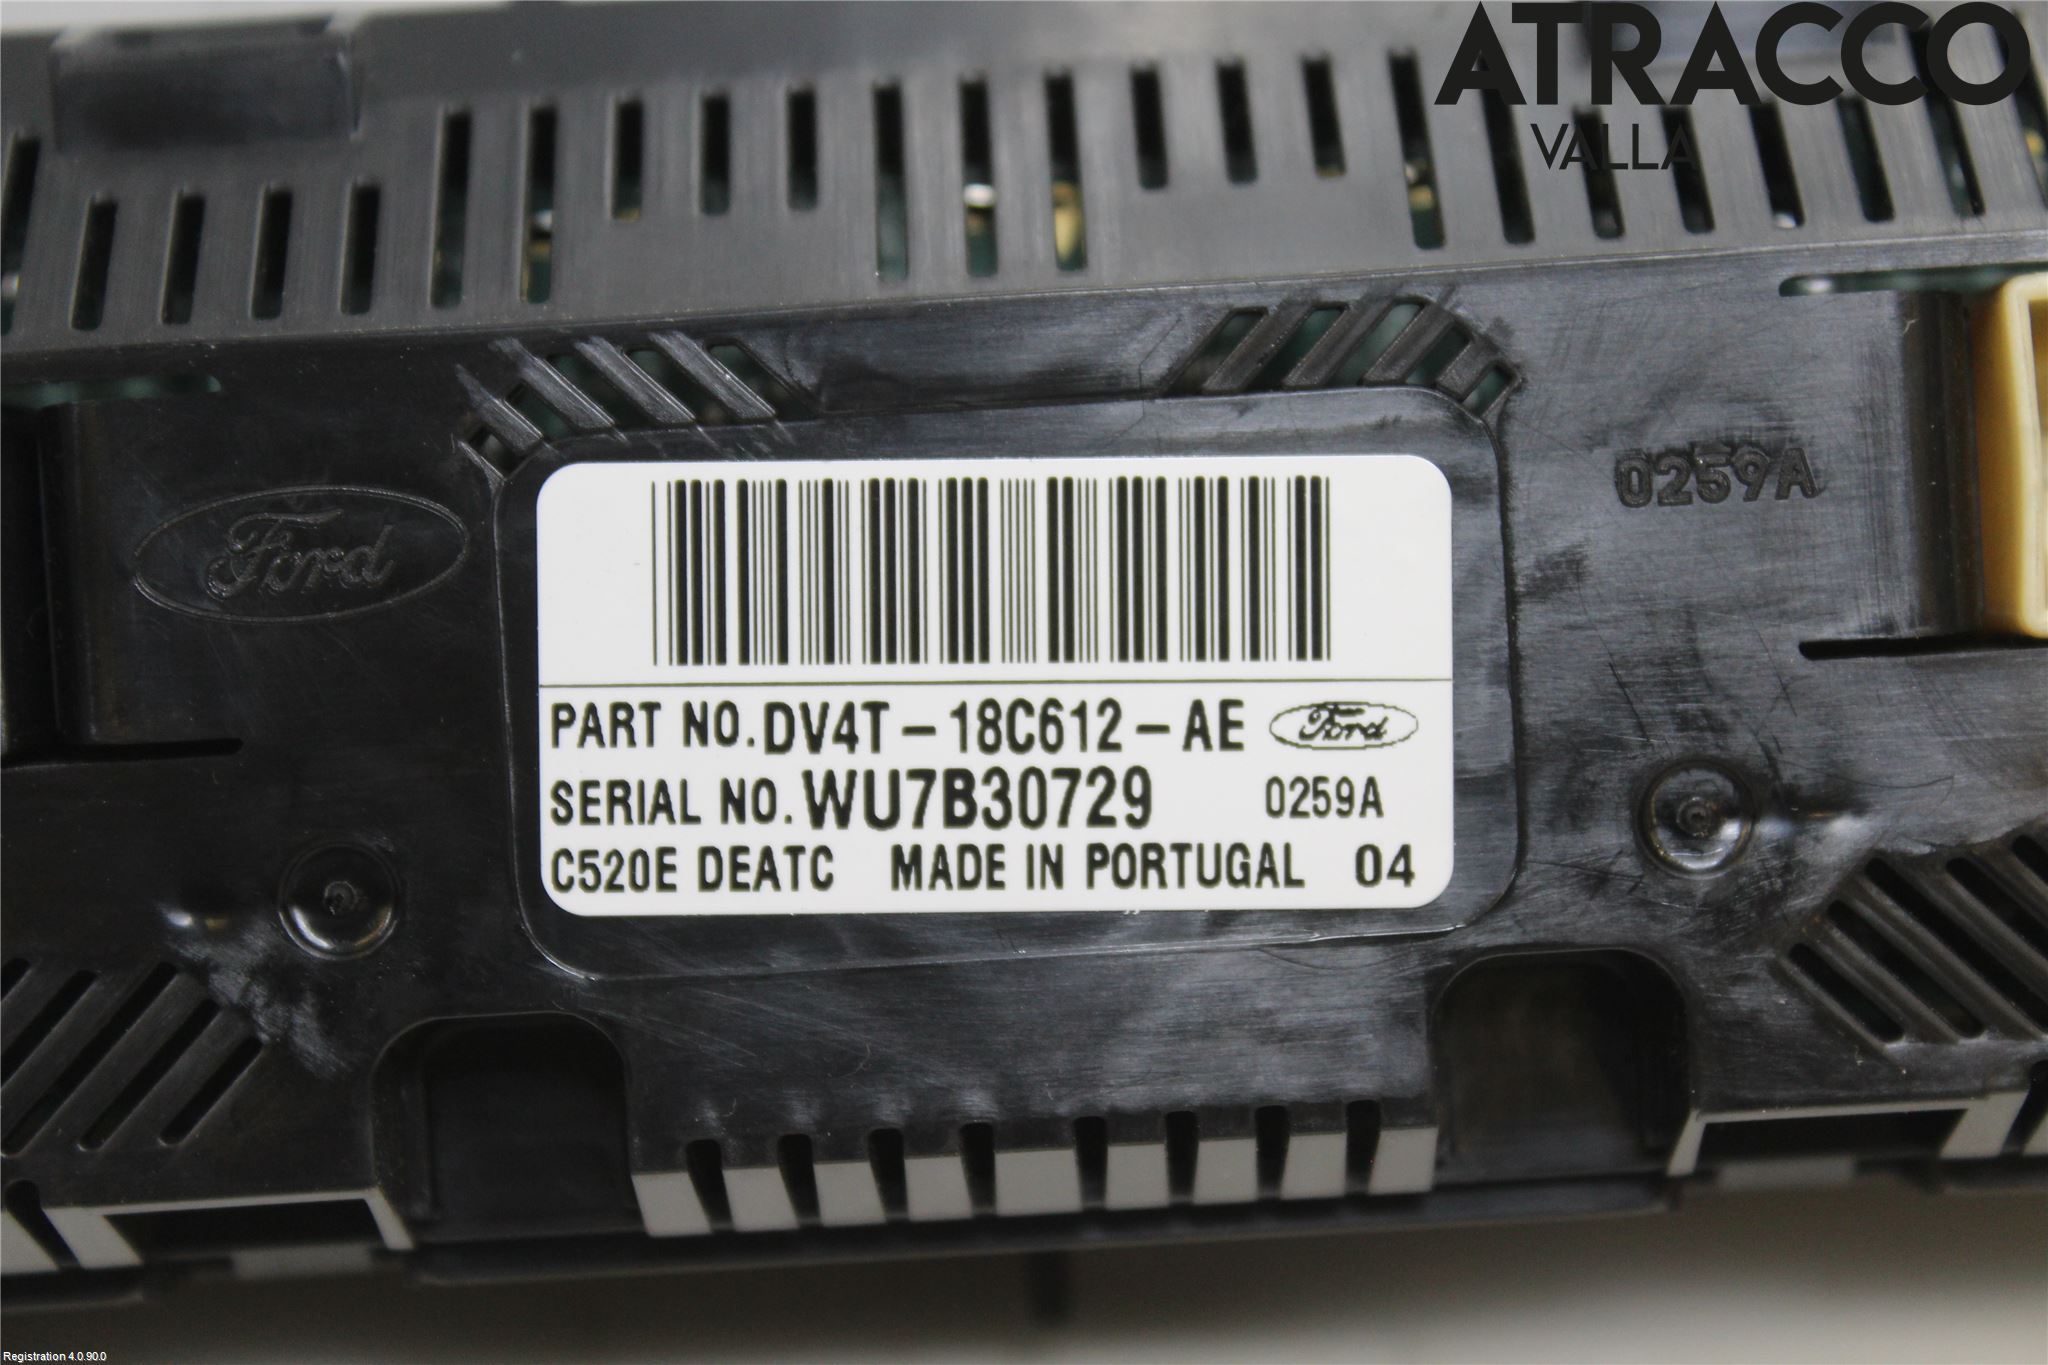 ATRACCO
VALLA
0259A
Ford
PART NO. DV4T-18C612-AE Ford
SERIAL NO. WU7B30729 0259A
C520E DEATC MADE IN PORTUGAL 04
Registration 4.0.90.0